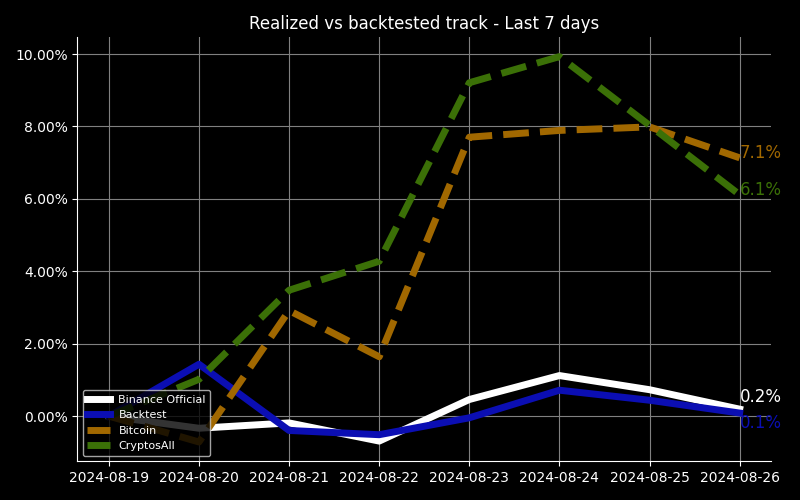 Realized vs backtested track - Last 7 days
10.00%
8.00%
6.00%
4.00%
2.00%
0.00%
7.1%
6.1%
0.2%
0.1%
Binance Official
Backtest
Bitcoin
CryptosAll
2024-08-19 2024-08-20 2024-08-21 2024-08-22 2024-08-23 2024-08-24 2024-08-25 2024-08-26